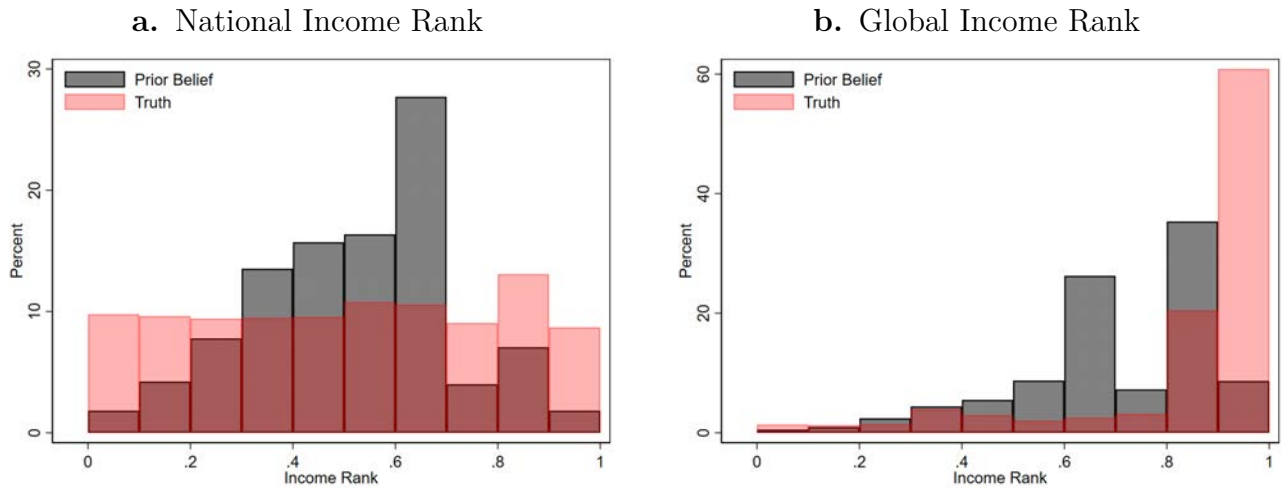 a. National Income Rank
Prior Belief
Truth
30
20
10
0
Percent
0 .2 .4 .6 .8 1
Income Rank
b. Global Income Rank
Prior Belief
Truth
60
40
20
0
Percent
0 .2 .4 .6 .8 1
Income Rank